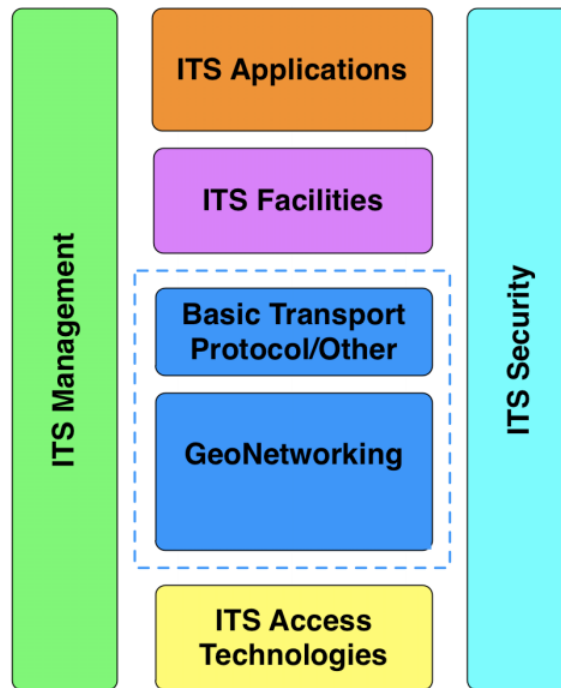 ITS Management
ITS Applications
ITS Facilities
Basic Transport
Protocol/Other
GeoNetworking
ITS Access
Technologies
ITS Security